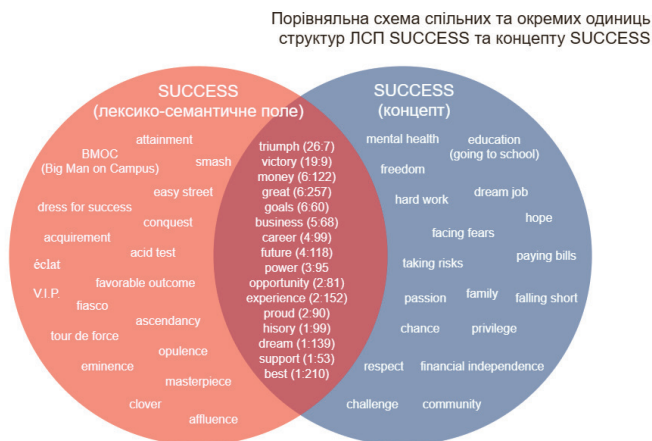 Порівняльна схема спільних та окремих одиниць
структур ЛСП SUCCESS та концепту SUCCESS
SUCCESS
(лексико-семантичне поле)
attainment
BMOC
(Big Man on Campus)
smash
easy street
dress for success
conquest
acquirement
acid test
éclat
favorable outcome
V.I.P.
fiasco
ascendancy
tour de force
opulence
eminence
masterpiece
clover
affluence
triumph (26:7)
victory (19:9)
money (6:122)
great (6:257)
goals (6:60)
business (5:68)
career (4:99)
future (4:118)
power (3:95
opportunity (2:81)
experience (2:152)
proud (2:90)
hisory (1:99)
dream (1:139)
support (1:53)
best (1:210)
SUCCESS
(концепт)
mental health
education
(going to school)
freedom
dream job
hard work
hope
facing fears
paying bills
taking risks
family
passion
falling short
chance
privilege
respect
financial independence
challenge
community